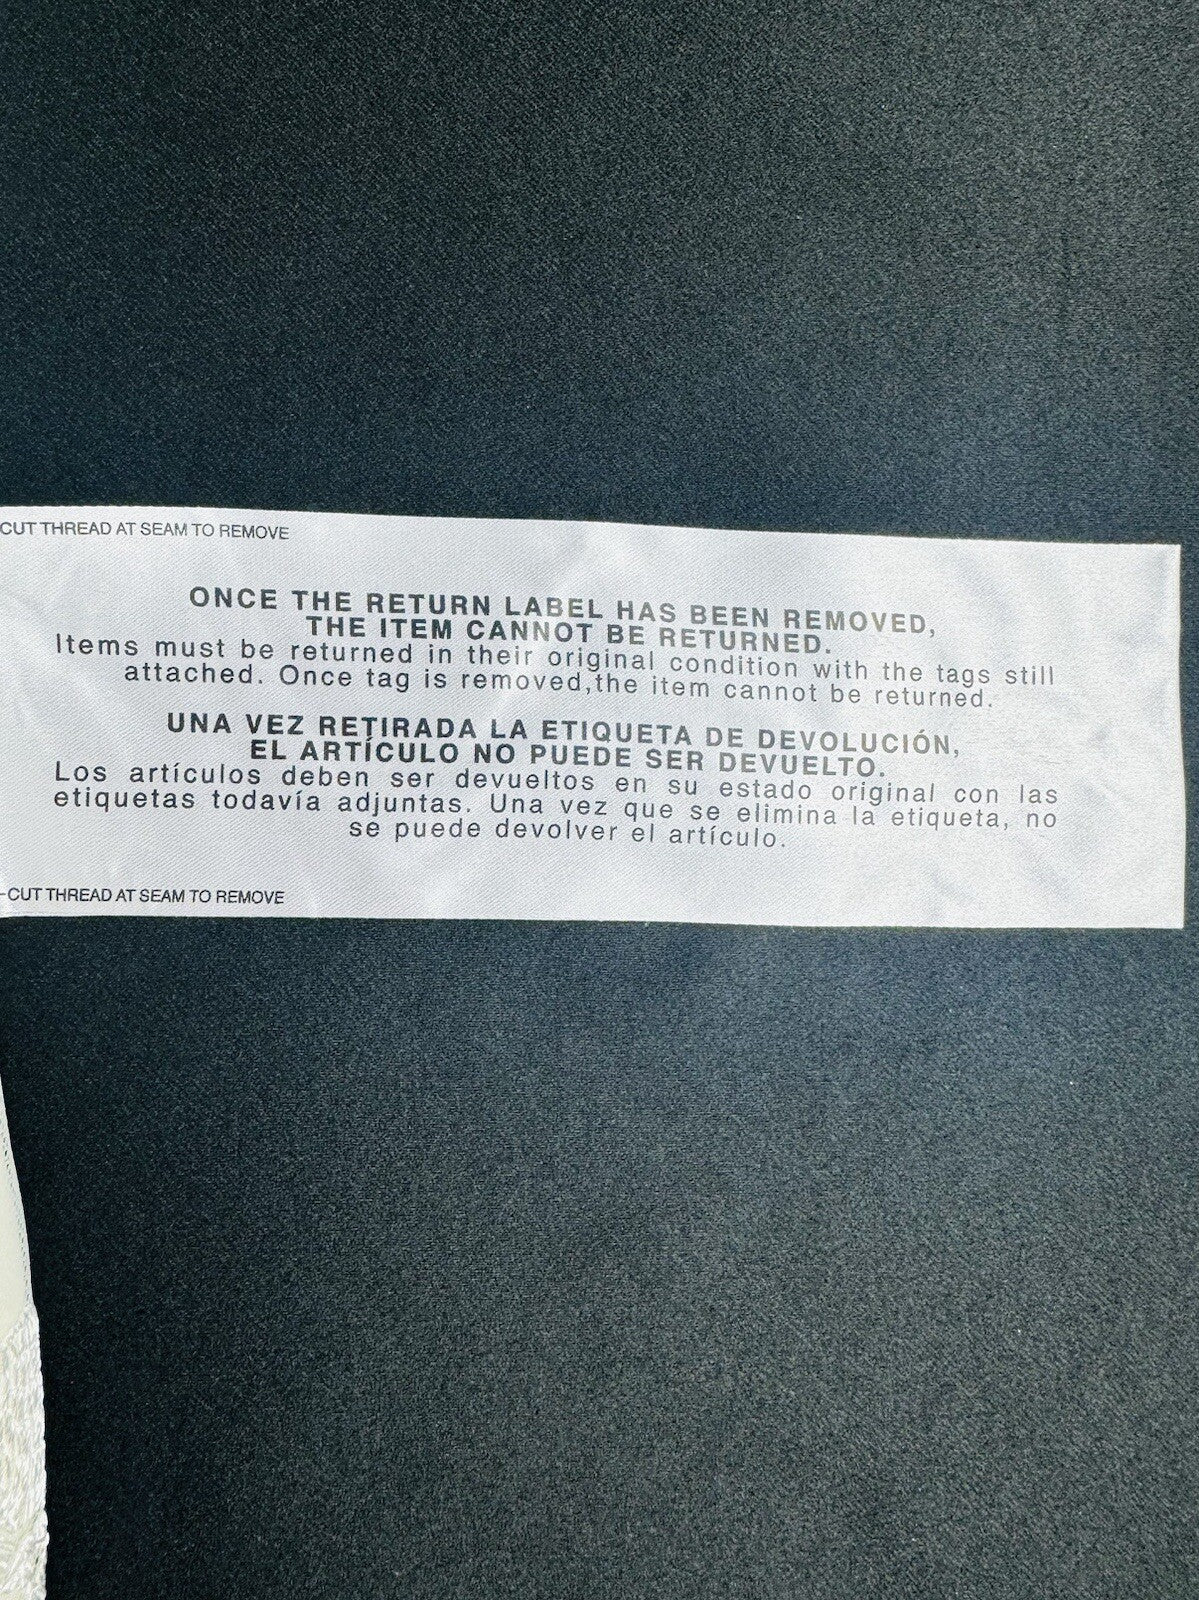 CUT THREAD AT SEAM TO REMOVE
ONCE THE RETURN LABEL HAS BEEN REMOVED,
THE ITEM CANNOT BE RETURNED.
Items must be returned in their original condition with the tags still
attached. Once tag is removed,the item cannot be returned.
UNA VEZ RETIRADA LA ETIQUETA DE DEVOLUCIÓN,
EL ARTÍCULO NO PUEDE SER DEVUELTO.
Los artículos deben ser devueltos en su estado original con las
etiquetas todavía adjuntas. Una vez que se elimina la etiqueta, no
se puede devolver el artículo.
-CUT THREAD AT SEAM TO REMOVE